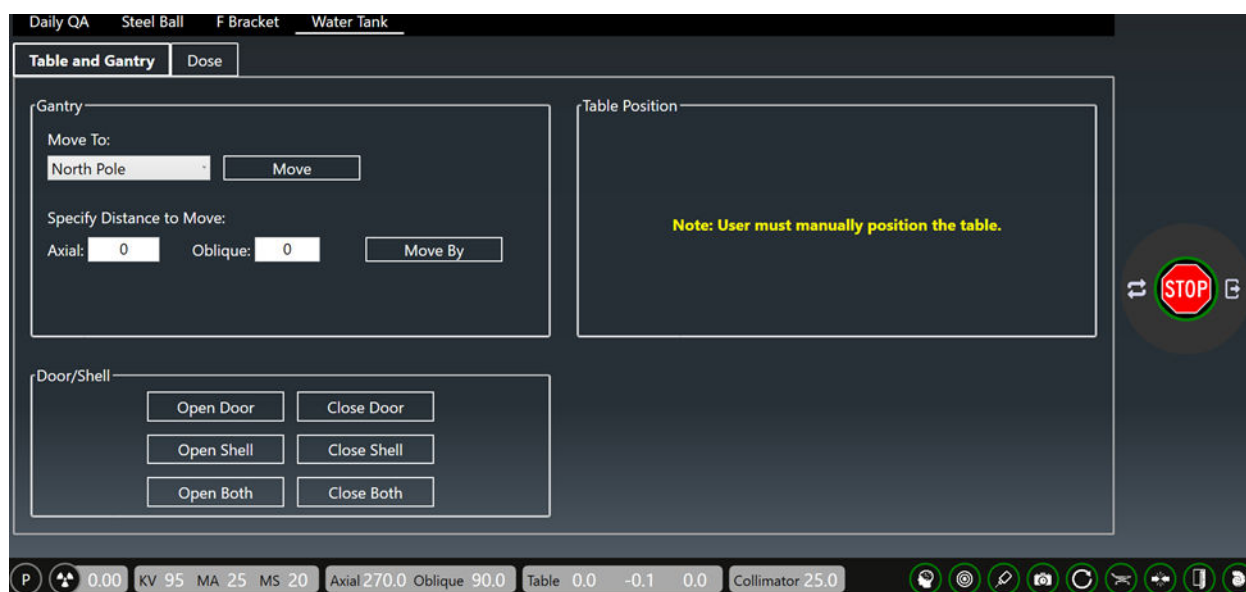 Daily QA Steel Ball F Bracket Water Tank
Table and Gantry Dose
Gantry
Move To:
North Pole Move
Specify Distance to Move:
Axial: 0 Oblique: 0 Move By
Table Position
Note: User must manually position the table.
STOP
Door/Shell
Open Door Close Door
Open Shell Close Shell
Open Both Close Both
P 0.00 KV 95 MA 25 MS 20 Axial 270.0 Oblique 90.0 Table 0.0 -0.1 0.0 Collimator 25.0